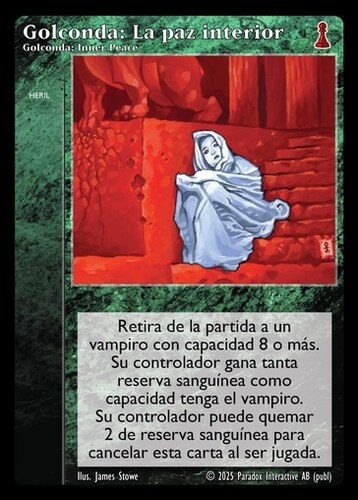 Golconda: La paz interior
Golconda: Inner Peace
HERIL
Retira de la partida a un
vampiro con capacidad 8 o más.
Su controlador gana tanta
reserva sanguínea como
capacidad tenga el vampiro.
Su controlador puede quemar
2 de reserva sanguínea para
cancelar esta carta al ser jugada.
Ilus. James Stowe
© 2025 Paradox Interactive AB (publ)